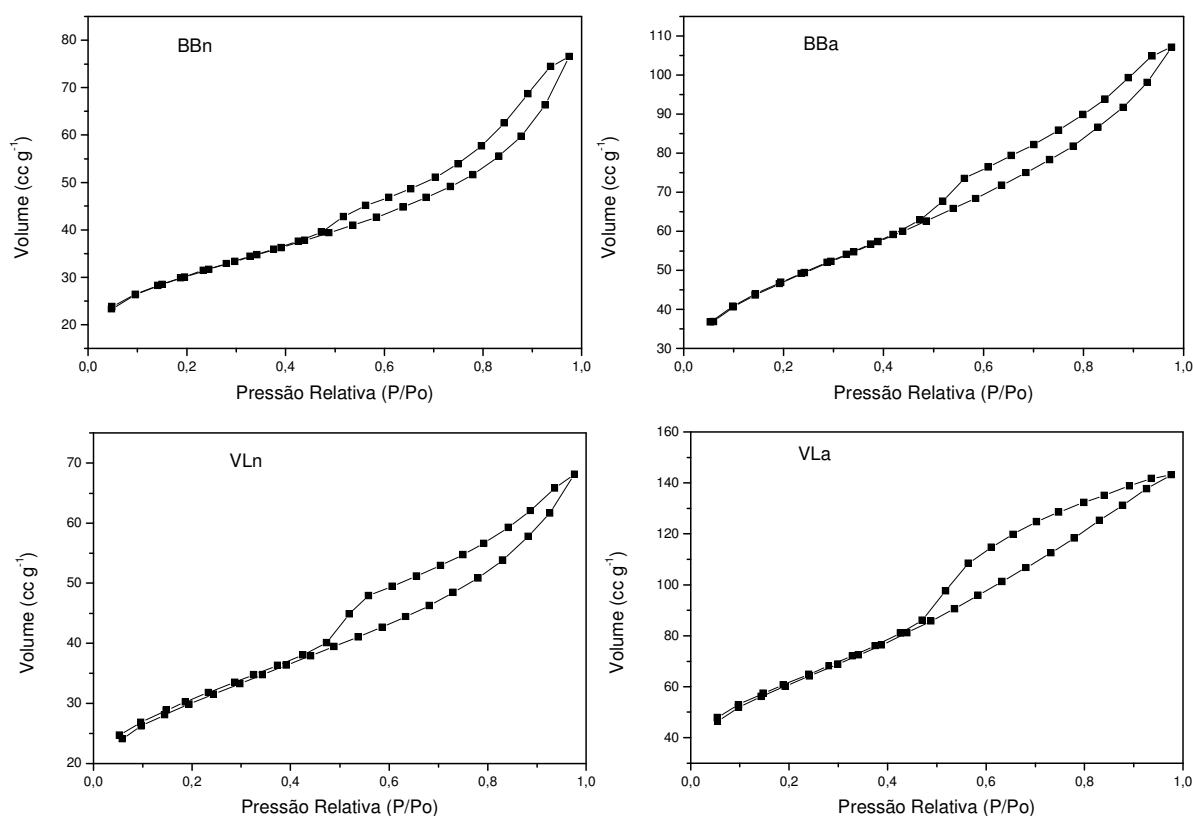 BBn
80
70
60
50
40
30
20
Volume (cc g-1)
0,0 0,2 0,4 0,6 0,8 1,0
Pressão Relativa (P/Po)
BBa
110
100
90
80
70
60
50
40
30
Volume (cc g-1)
0,0 0,2 0,4 0,6 0,8 1,0
Pressão Relativa (P/Po)
VLn
70
60
50
40
30
20
Volume (cc g-1)
0,0 0,2 0,4 0,6 0,8 1,0
Pressão Relativa (P/Po)
VLa
160
140
120
100
80
60
40
Volume (cc g-1)
0,0 0,2 0,4 0,6 0,8 1,0
Pressão Relativa (P/Po)